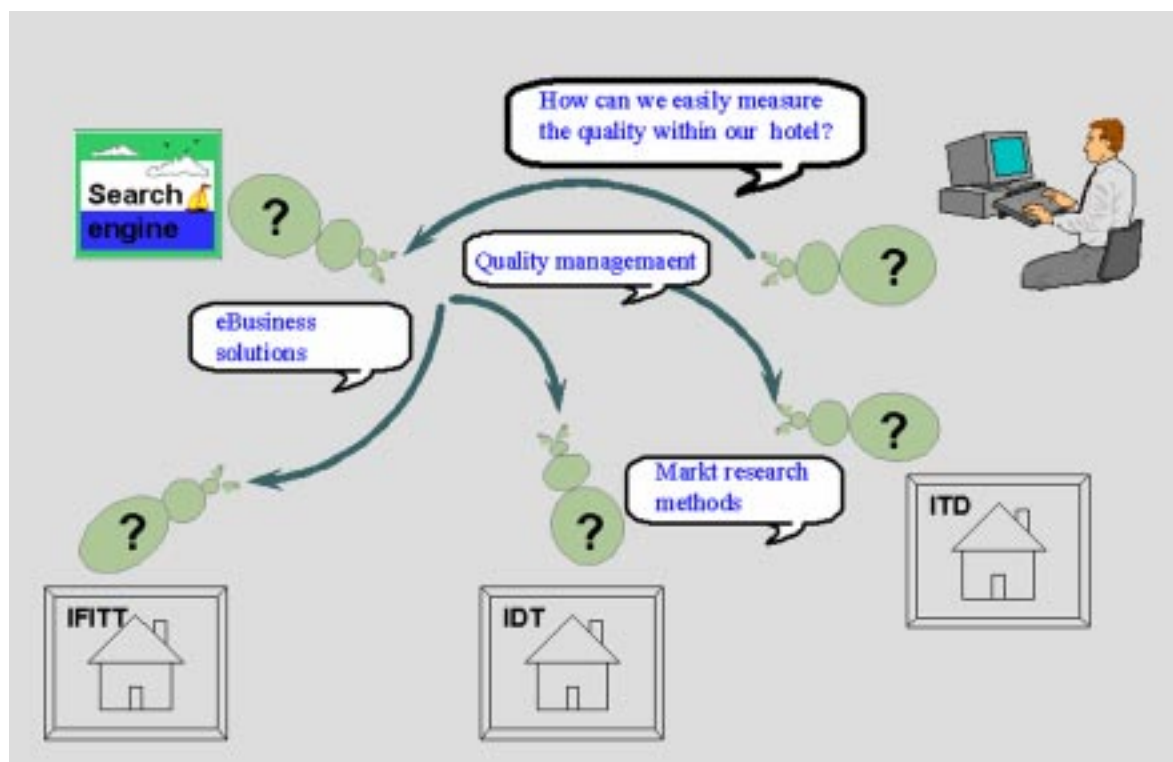 How can we easily measure
the quality within our hotel?
Search
engine
?
?
Quality managemaent
eBusiness
solutions
?
Markt research
methods
?
?
ITD
IFITT
IDT